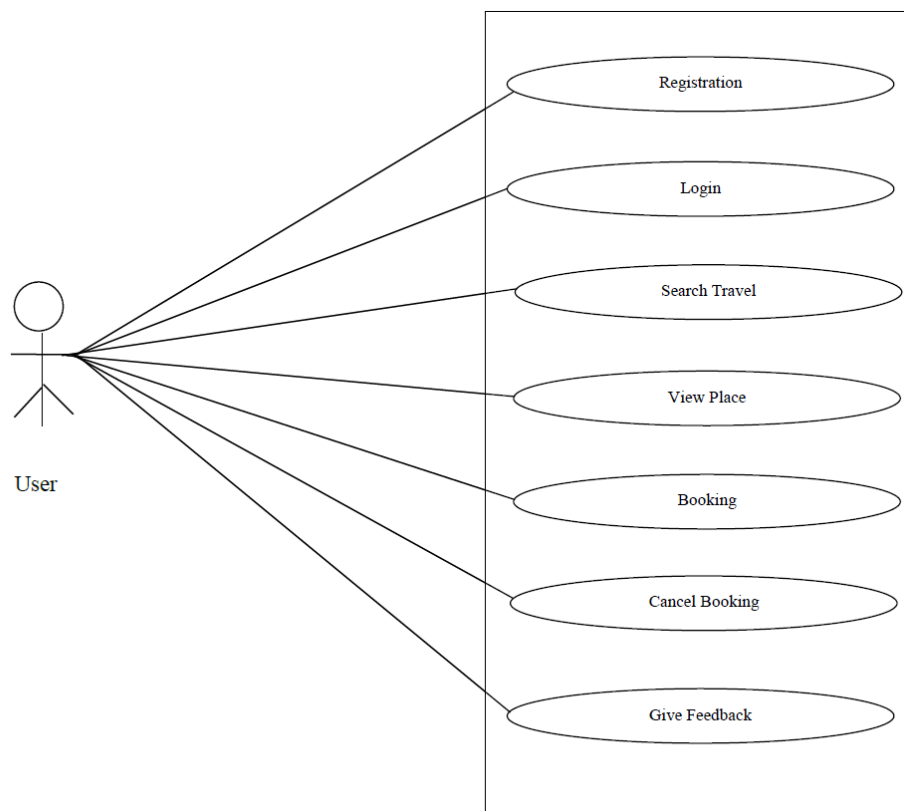 Registration
Login
Search Travel
View Place
User
Booking
Cancel Booking
Give Feedback